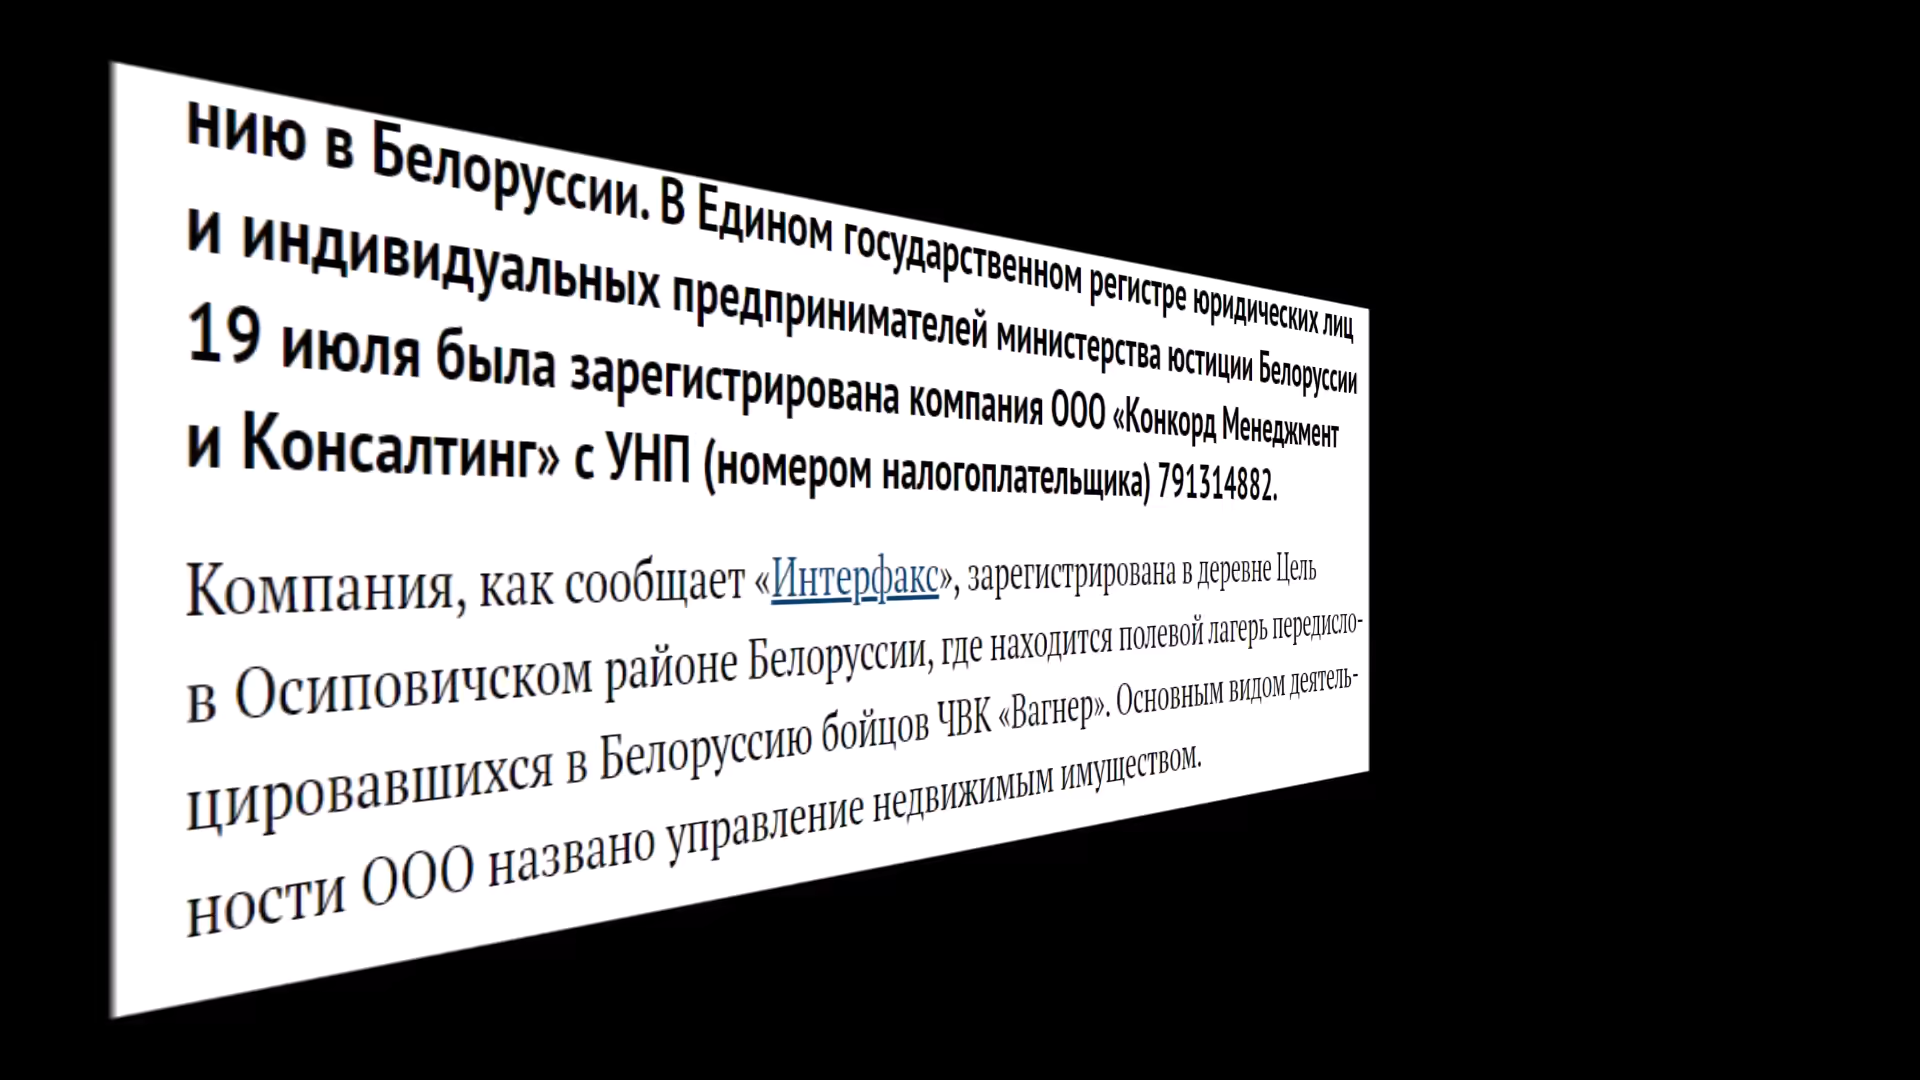 нию в Белоруссии. В Едином государственном регистре юридических лиц
и индивидуальных предпринимателей министерства юстиции Белоруссии
19 июля была зарегистрирована компания ООО «Конкорд Менеджмент
и Консалтинг» с УНП (номером налогоплательщика) 791314882.
Компания, как сообщает «Интерфакс», зарегистрирована в деревне Цель
в Осиповичском районе Белоруссии, где находится полевой лагерь передисло-
цировавшихся в Белоруссию бойцов ЧВК «Вагнер». Основным видом деятель-
ности ООО названо управление недвижимым имуществом.